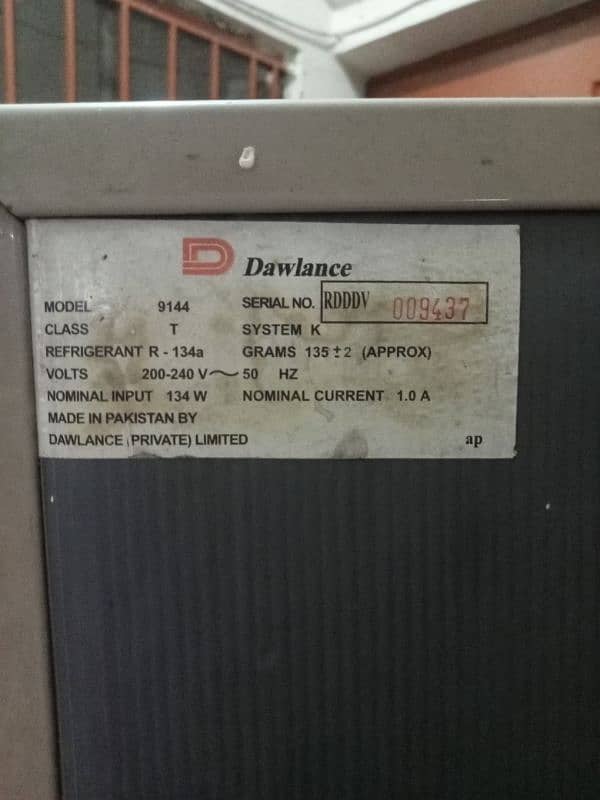 D Dawlance
MODEL 9144 SERIAL NO. RDDDV 009437
CLASS T SYSTEM K
REFRIGERANT R - 134a GRAMS 135 ± 2 (APPROX)
VOLTS 200-240 V ~ 50 HZ
NOMINAL INPUT 134 W NOMINAL CURRENT 1.0 A
MADE IN PAKISTAN BY
DAWLANCE (PRIVATE) LIMITED ap